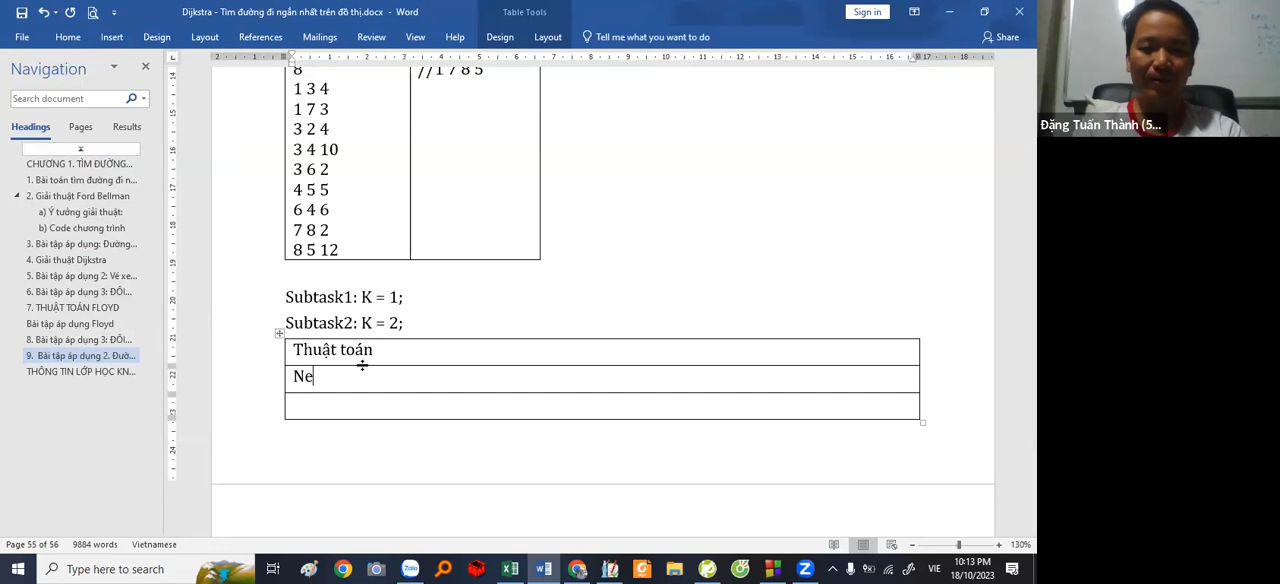 Dijkstra - Tìm đường đi ngắn nhất trên đồ thị.docx - Word
Table Tools
Sign in
File Home Insert Design Layout References Mailings Review View Help Design Layout Tell me what you want to do Share
Navigation
Search document
Headings Pages Results
CHƯƠNG 1. TÌM ĐƯỜNG...
1. Bài toán tìm đường đi n...
2. Giải thuật Ford Bellman
a) Ý tưởng giải thuật:
b) Code chương trình
3. Bài tập áp dụng: Đường...
4. Giải thuật Dijkstra
5. Bài tập áp dụng 2: Vé xe...
6. Bài tập áp dụng 3: ĐỔI...
7. THUẬT TOÁN FLOYD
Bài tập áp dụng Floyd
8. Bài tập áp dụng 3: ĐỔI...
9. Bài tập áp dụng 2. Đườ...
THÔNG TIN LỚP HỌC KN...
8 //1 7 8 5
1 3 4
1 7 3
3 2 4
3 4 10
3 6 2
4 5 5
6 4 6
7 8 2
8 5 12
Subtask1: K = 1;
Subtask2: K = 2;
Thuật toán
Ne
Đặng Tuấn Thành (5...
Page 55 of 56 9884 words Vietnamese
130%
Type here to search
Zalo
VIE
10:13 PM
18/10/2023